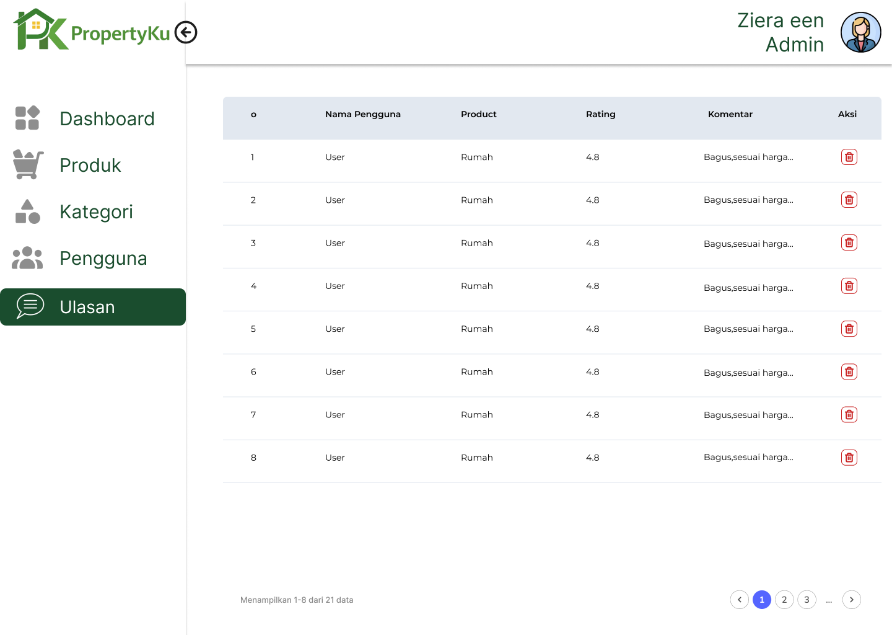 PropertyKu
Ziera een
Admin
Dashboard
Produk
Kategori
Pengguna
Ulasan
o Nama Pengguna Product Rating Komentar Aksi
1 User Rumah 4.8 Bagus,sesuai harga...
2 User Rumah 4.8 Bagus,sesuai harga...
3 User Rumah 4.8 Bagus,sesuai harga...
4 User Rumah 4.8 Bagus,sesuai harga...
5 User Rumah 4.8 Bagus,sesuai harga...
6 User Rumah 4.8 Bagus,sesuai harga...
7 User Rumah 4.8 Bagus,sesuai harga...
8 User Rumah 4.8 Bagus,sesuai harga...
Menampilkan 1-8 dari 21 data
‹ 1 2 3 ... ›